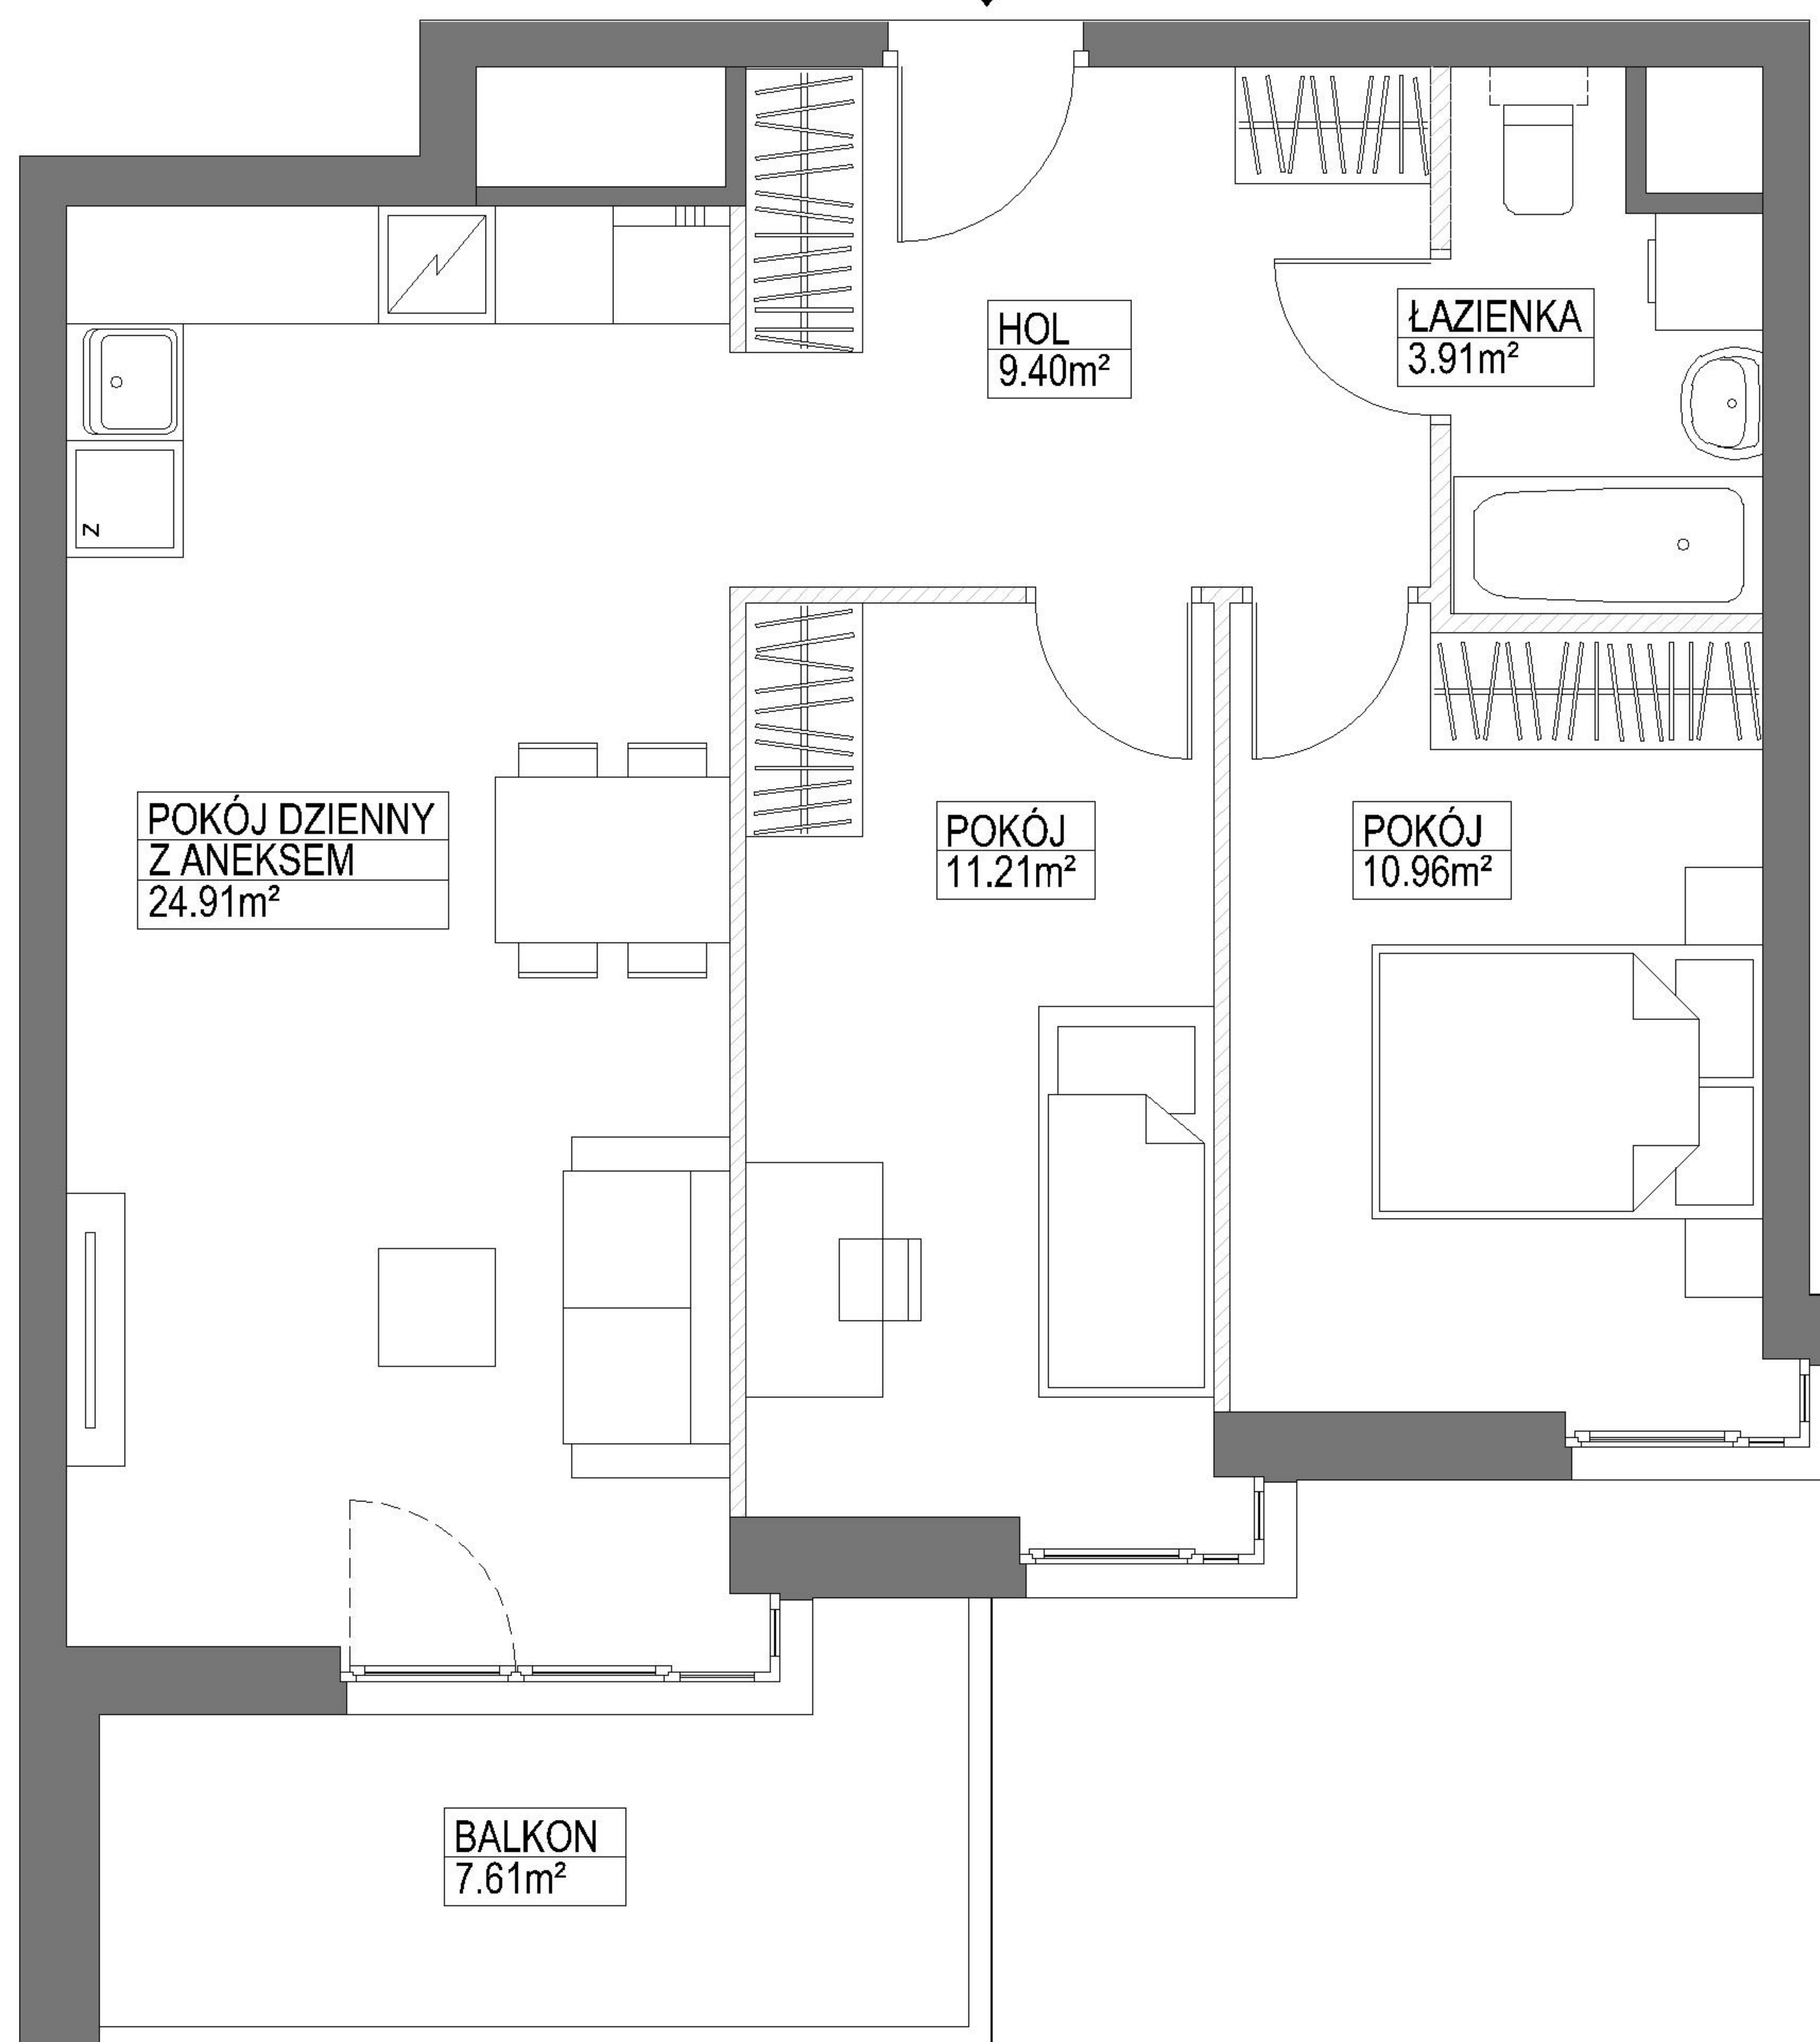 HOL
9.40m²
ŁAZIENKA
3.91m²
Z
POKÓJ DZIENNY
Z ANEKSEM
24.91m²
POKÓJ
11.21m²
POKÓJ
10.96m²
BALKON
7.61m²